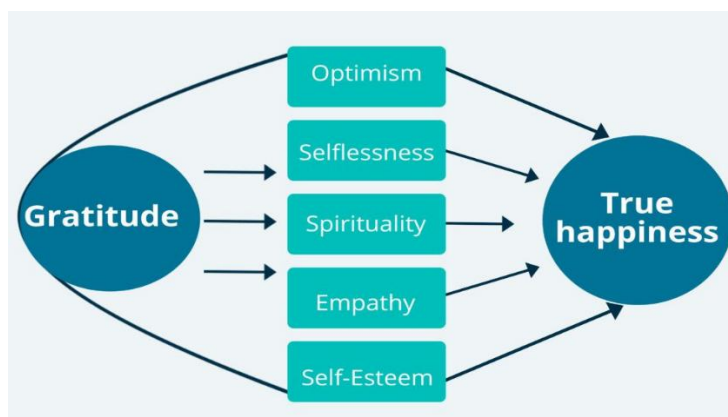 Optimism
Selflessness
Gratitude
Spirituality
True
happiness
Empathy
Self-Esteem